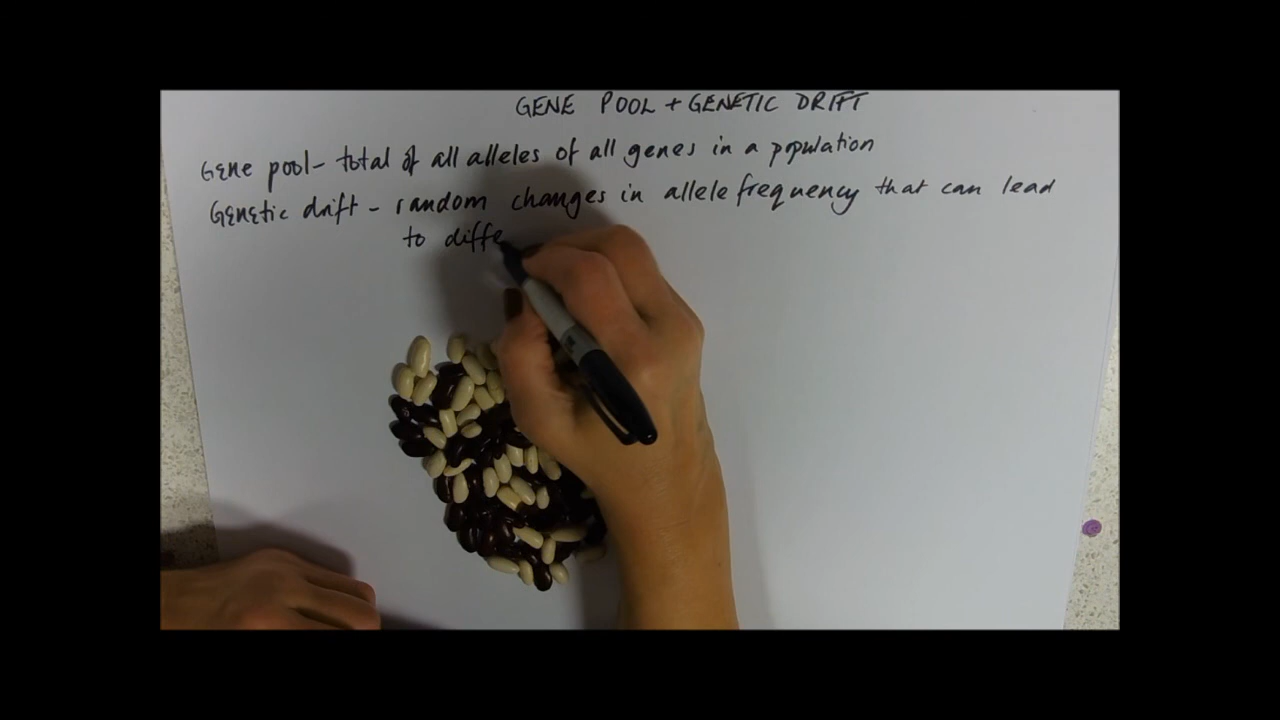 GENE POOL + GENETIC DRIFT
Gene pool - total of all alleles of all genes in a population
Genetic drift - random changes in allele frequency that can lead
to diffe